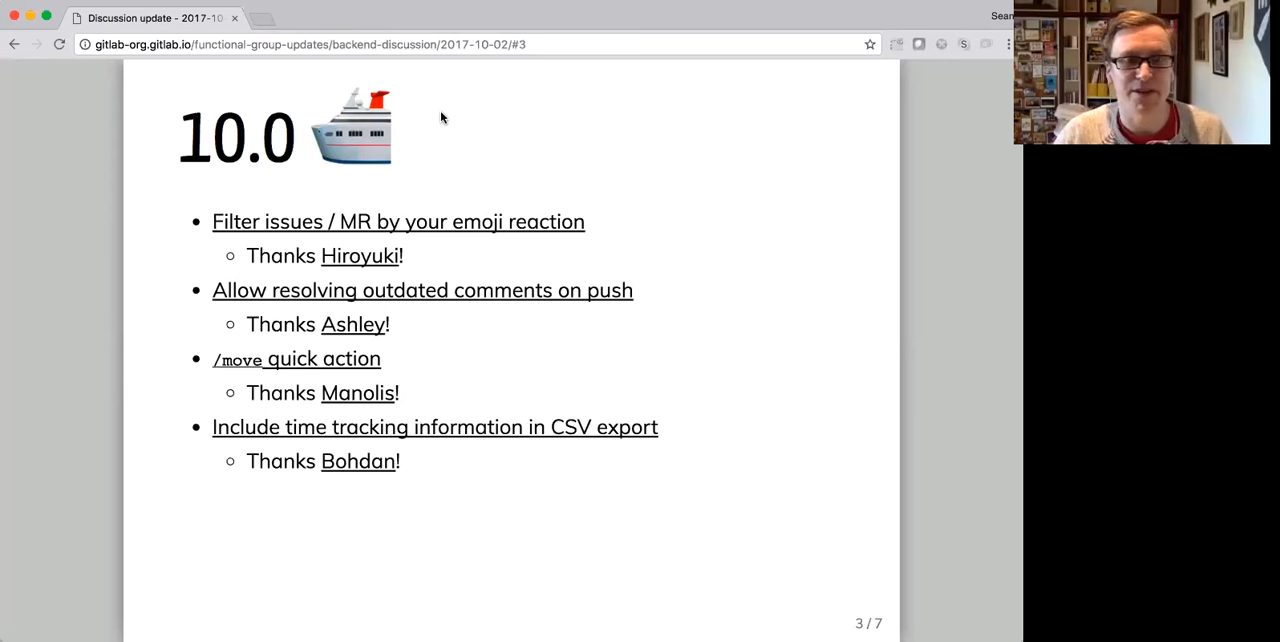 Discussion update - 2017-10
Sean
gitlab-org.gitlab.io/functional-group-updates/backend-discussion/2017-10-02/#3
S
10.0
Filter issues / MR by your emoji reaction
Thanks Hiroyuki!
Allow resolving outdated comments on push
Thanks Ashley!
/move quick action
Thanks Manolis!
Include time tracking information in CSV export
Thanks Bohdan!
3 / 7